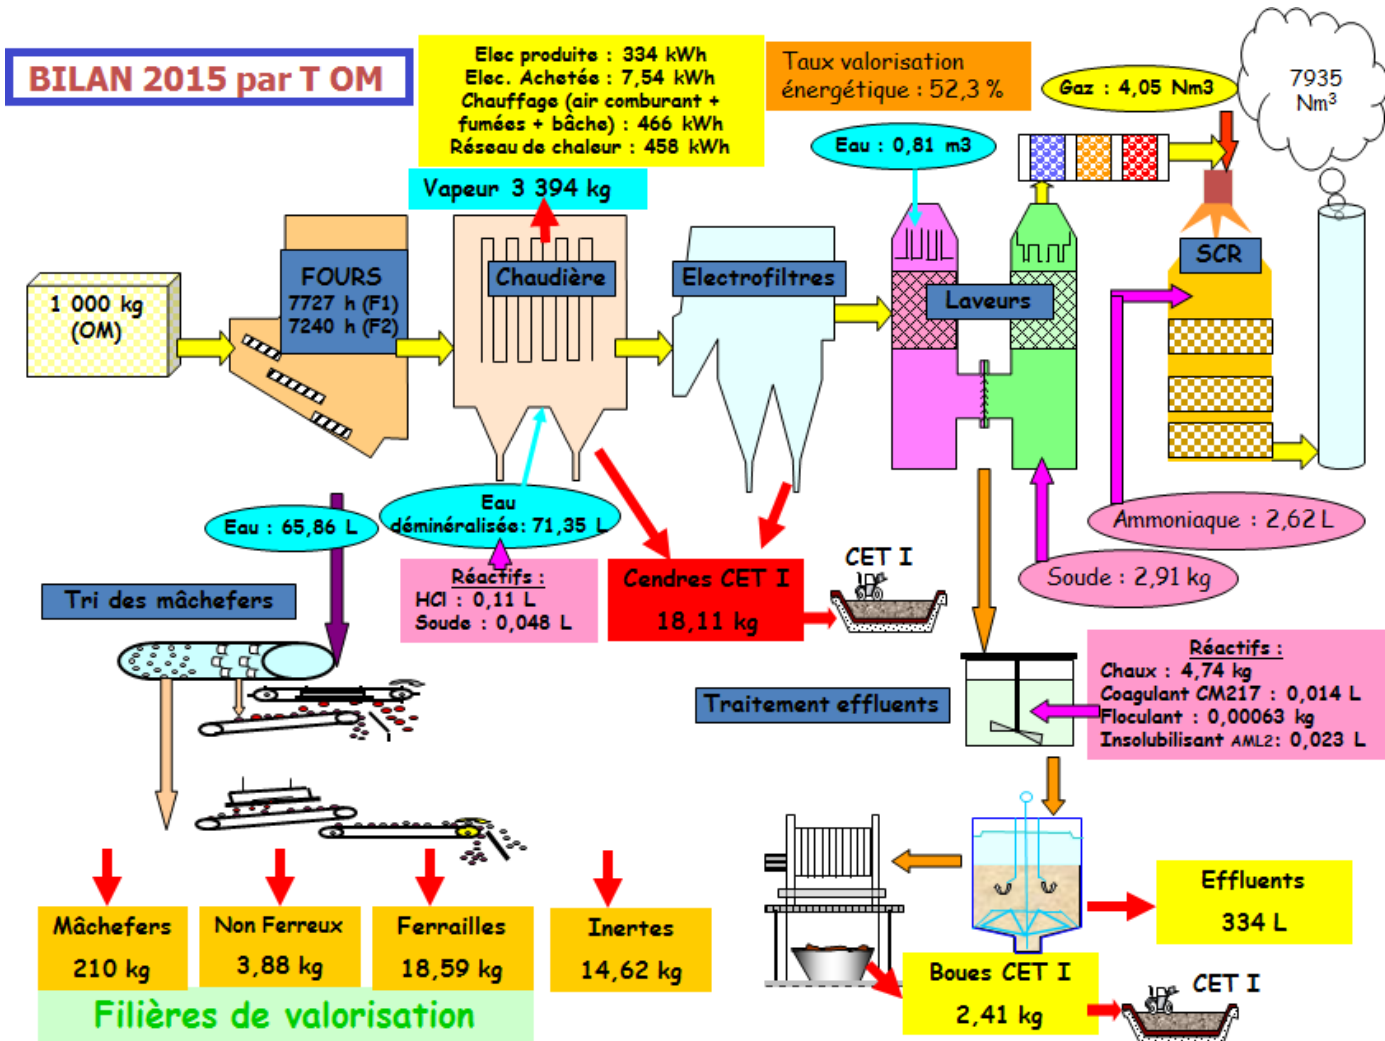 BILAN 2015 par T OM
Elec produite : 334 kWh
Elec. Achetée : 7,54 kWh
Chauffage (air comburant +
fumées + bâche) : 466 kWh
Réseau de chaleur : 458 kWh
Taux valorisation
énergétique : 52,3 %
Gaz : 4,05 Nm3
7935
Nm³
Eau : 0,81 m3
Vapeur 3 394 kg
1 000 kg
(OM)
FOURS
7727 h (F1)
7240 h (F2)
Chaudière
Electrofiltres
Laveurs
SCR
Eau : 65,86 L
Eau
déminéralisée: 71,35 L
Ammoniaque : 2,62 L
Soude : 2,91 kg
Réactifs :
HCl : 0,11 L
Soude : 0,048 L
Cendres CET I
18,11 kg
CET I
Tri des mâchefers
Traitement effluents
Réactifs :
Chaux : 4,74 kg
Coagulant CM217 : 0,014 L
Floculant : 0,00063 kg
Insolubilisant AML2: 0,023 L
Mâchefers
210 kg
Non Ferreux
3,88 kg
Ferrailles
18,59 kg
Inertes
14,62 kg
Filières de valorisation
Effluents
334 L
Boues CET I
2,41 kg
CET I